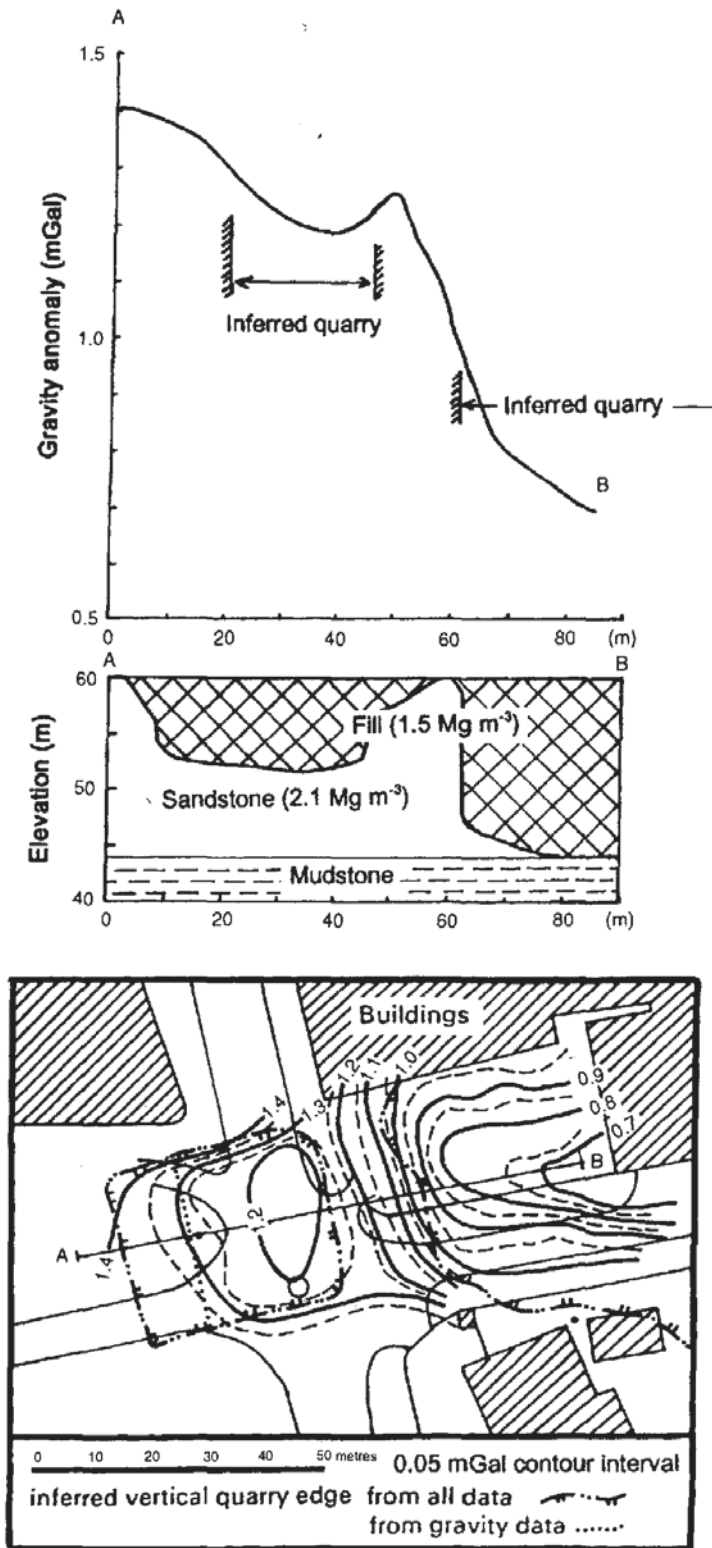 A
1.5
Gravity anomaly (mGal)
Inferred quarry
1.0
Inferred quarry
B
0.5
0 20 40 60 80 (m)
A B
60
Elevation (m)
Fill (1.5 Mg m⁻³)
50
Sandstone (2.1 Mg m⁻³)
Mudstone
40
0 20 40 60 80 (m)
Buildings
1.4
1.3
1.2
1.1
1.0
0.9
0.8
0.7
1.2
B
A
1.4
0 10 20 30 40 50 metres 0.05 mGal contour interval
inferred vertical quarry edge from all data
from gravity data